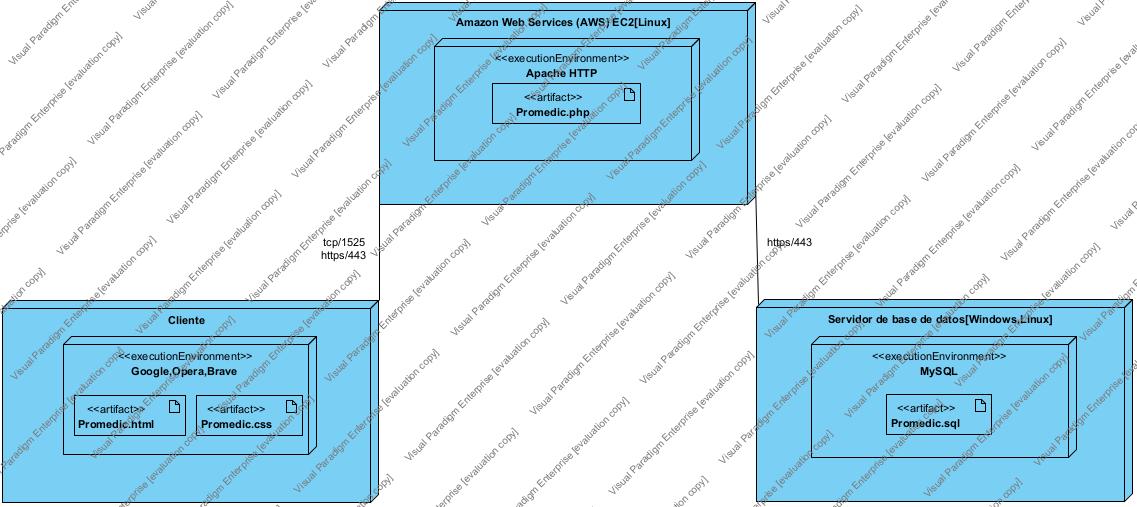 Amazon Web Services (AWS) EC2[Linux]
<<executionEnvironment>>
Apache HTTP
<<artifact>>
Promedic.php
tcp/1525
https/443
https/443
Cliente
<<executionEnvironment>>
Google,Opera,Brave
<<artifact>>
Promedic.html
<<artifact>>
Promedic.css
Servidor de base de datos[Windows,Linux]
<<executionEnvironment>>
MySQL
<<artifact>>
Promedic.sql
Visual Paradigm Enterprise [evaluation copy]